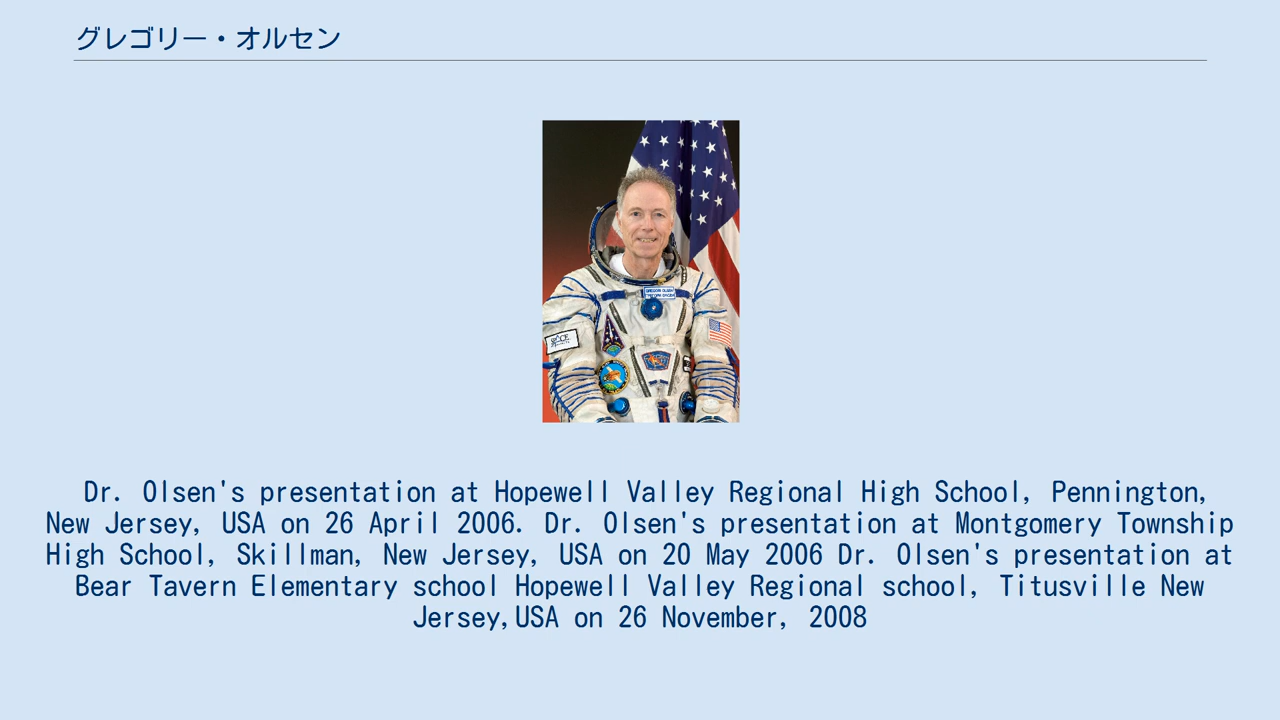 グレゴリー・オルセン
Dr. Olsen's presentation at Hopewell Valley Regional High School, Pennington,
New Jersey, USA on 26 April 2006. Dr. Olsen's presentation at Montgomery Township
High School, Skillman, New Jersey, USA on 20 May 2006 Dr. Olsen's presentation at
Bear Tavern Elementary school Hopewell Valley Regional school, Titusville New
Jersey,USA on 26 November, 2008